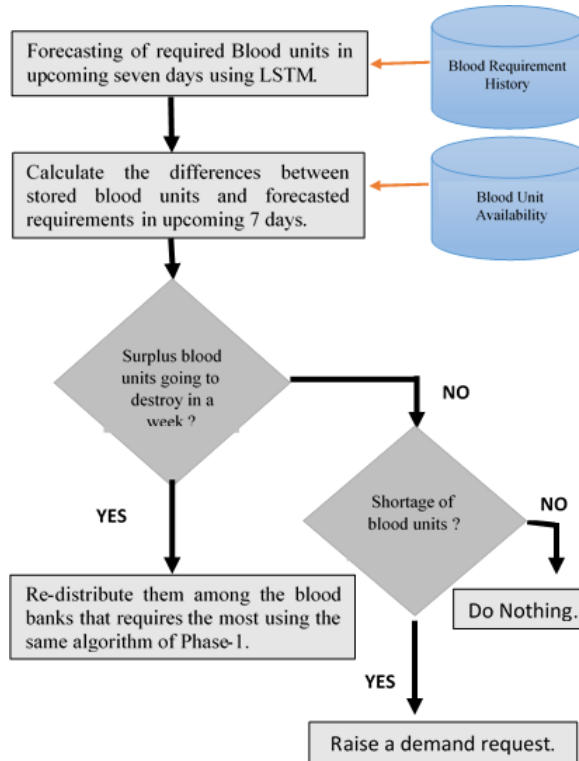 Forecasting of required Blood units in
upcoming seven days using LSTM.
Blood Requirement
History
Calculate the differences between
stored blood units and forecasted
requirements in upcoming 7 days.
Blood Unit
Availability
Surplus blood
units going to
destroy in a
week ?
NO
Shortage of
blood units ?
NO
YES
Re-distribute them among the blood
banks that requires the most using the
same algorithm of Phase-1.
Do Nothing.
YES
Raise a demand request.